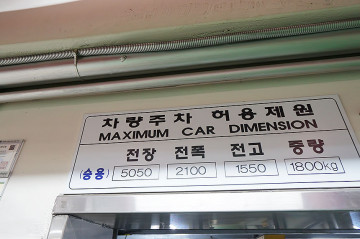 차량주차 허용제원
MAXIMUM CAR DIMENSION
전장 전폭 전고 중량
(승용) 5050 2100 1550 1800kg